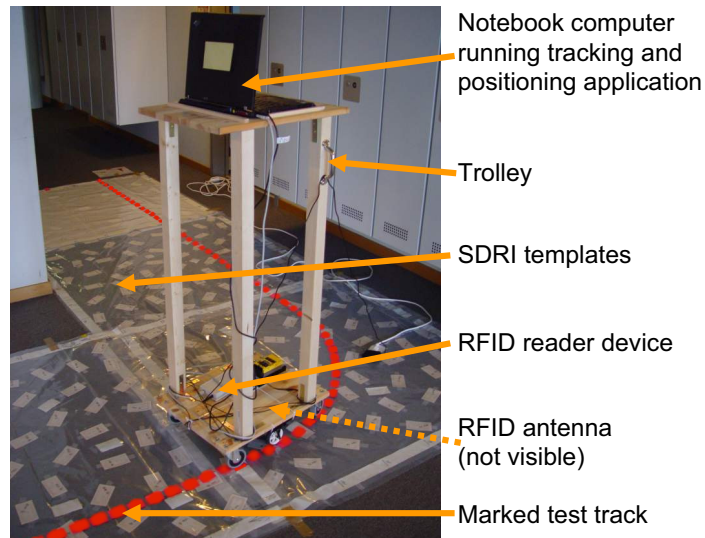 Notebook computer
running tracking and
positioning application
Trolley
SDRI templates
RFID reader device
RFID antenna
(not visible)
Marked test track